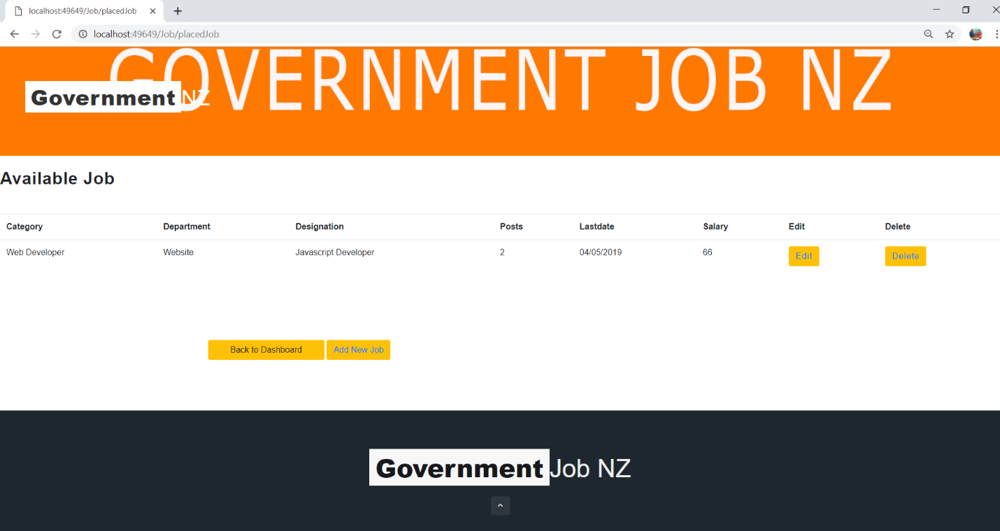 localhost:49649/Job/placedJob
localhost:49649/Job/placedJob
GOVERNMENT JOB NZ
Government NZ
Available Job
Category Department Designation Posts Lastdate Salary Edit Delete
Web Developer Website Javascript Developer 2 04/05/2019 66 Edit Delete
Back to Dashboard Add New Job
Government Job NZ